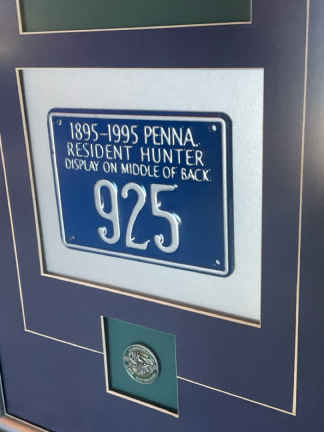 1895-1995 PENNA.
RESIDENT HUNTER
DISPLAY ON MIDDLE OF BACK.
925